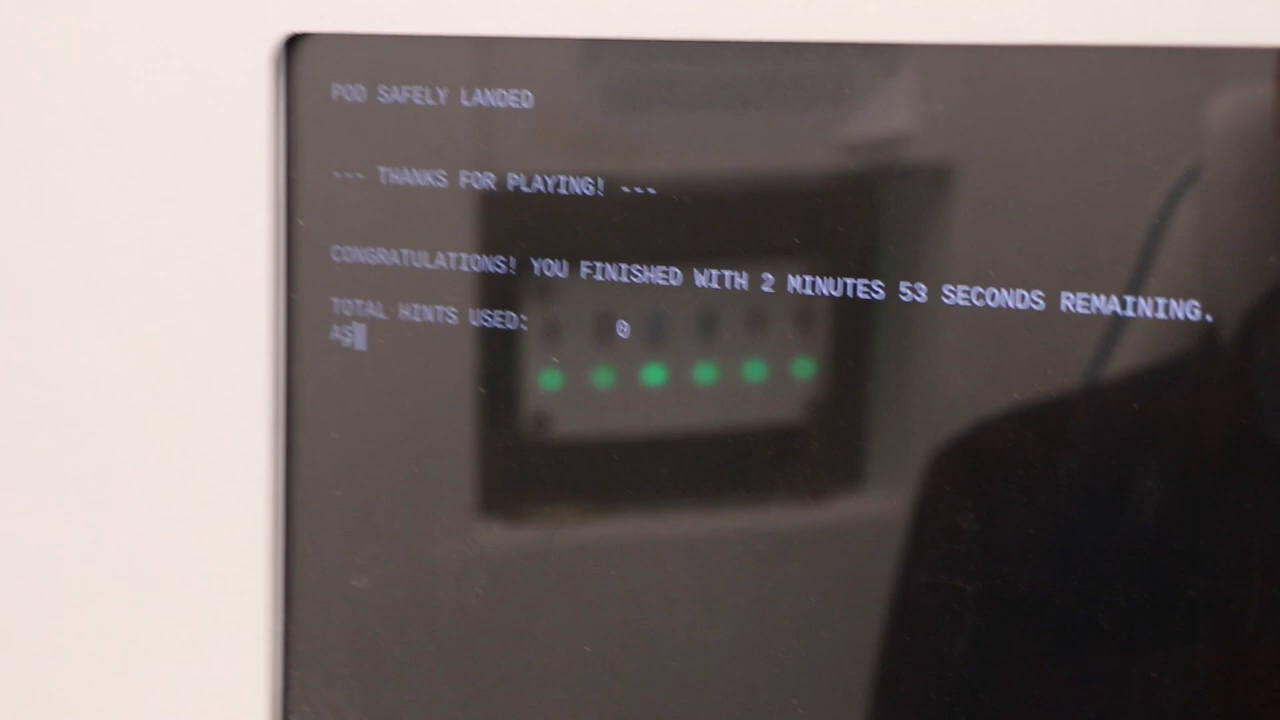 POD SAFELY LANDED
--- THANKS FOR PLAYING! ---
CONGRATULATIONS! YOU FINISHED WITH 2 MINUTES 53 SECONDS REMAINING.
TOTAL HINTS USED: 0
A$